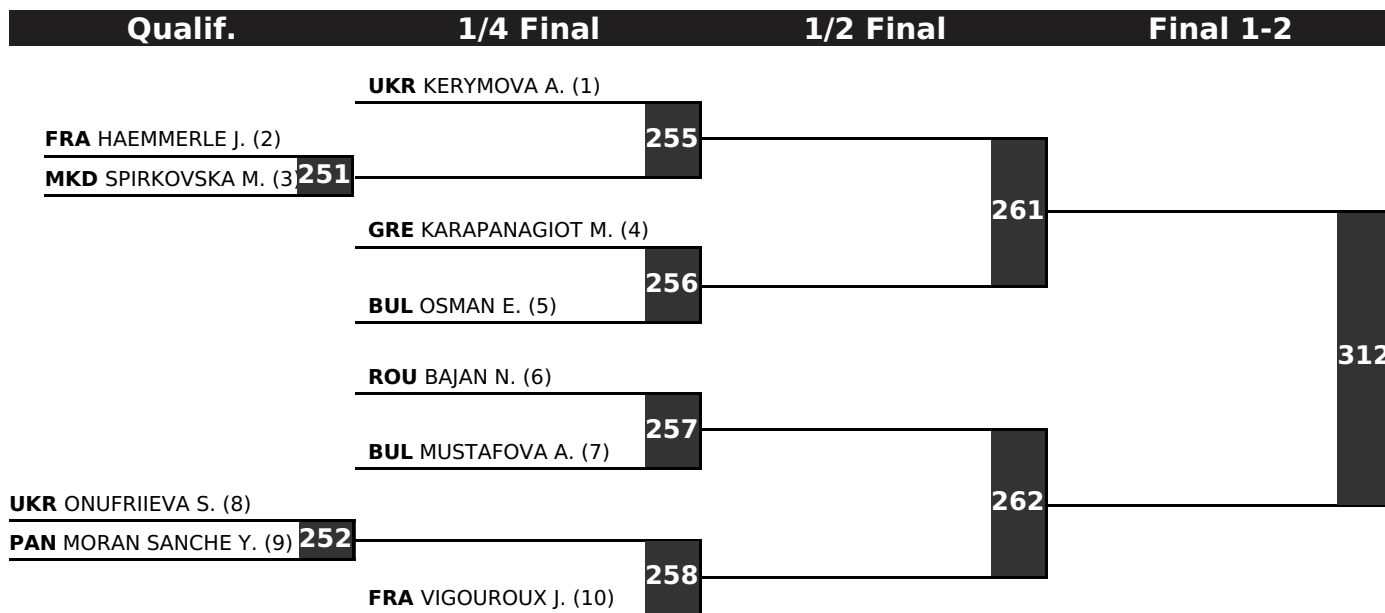 Qualif. 1/4 Final 1/2 Final Final 1-2
UKR KERYMOVA A. (1)
255
FRA HAEMMERLE J. (2)
MKD SPIRKOVSKA M. (3)
251
261
GRE KARAPANAGIOT M. (4)
256
BUL OSMAN E. (5)
312
ROU BAJAN N. (6)
257
BUL MUSTAFOVA A. (7)
262
UKR ONUFRIIEVA S. (8)
PAN MORAN SANCHE Y. (9)
252
258
FRA VIGOUROUX J. (10)